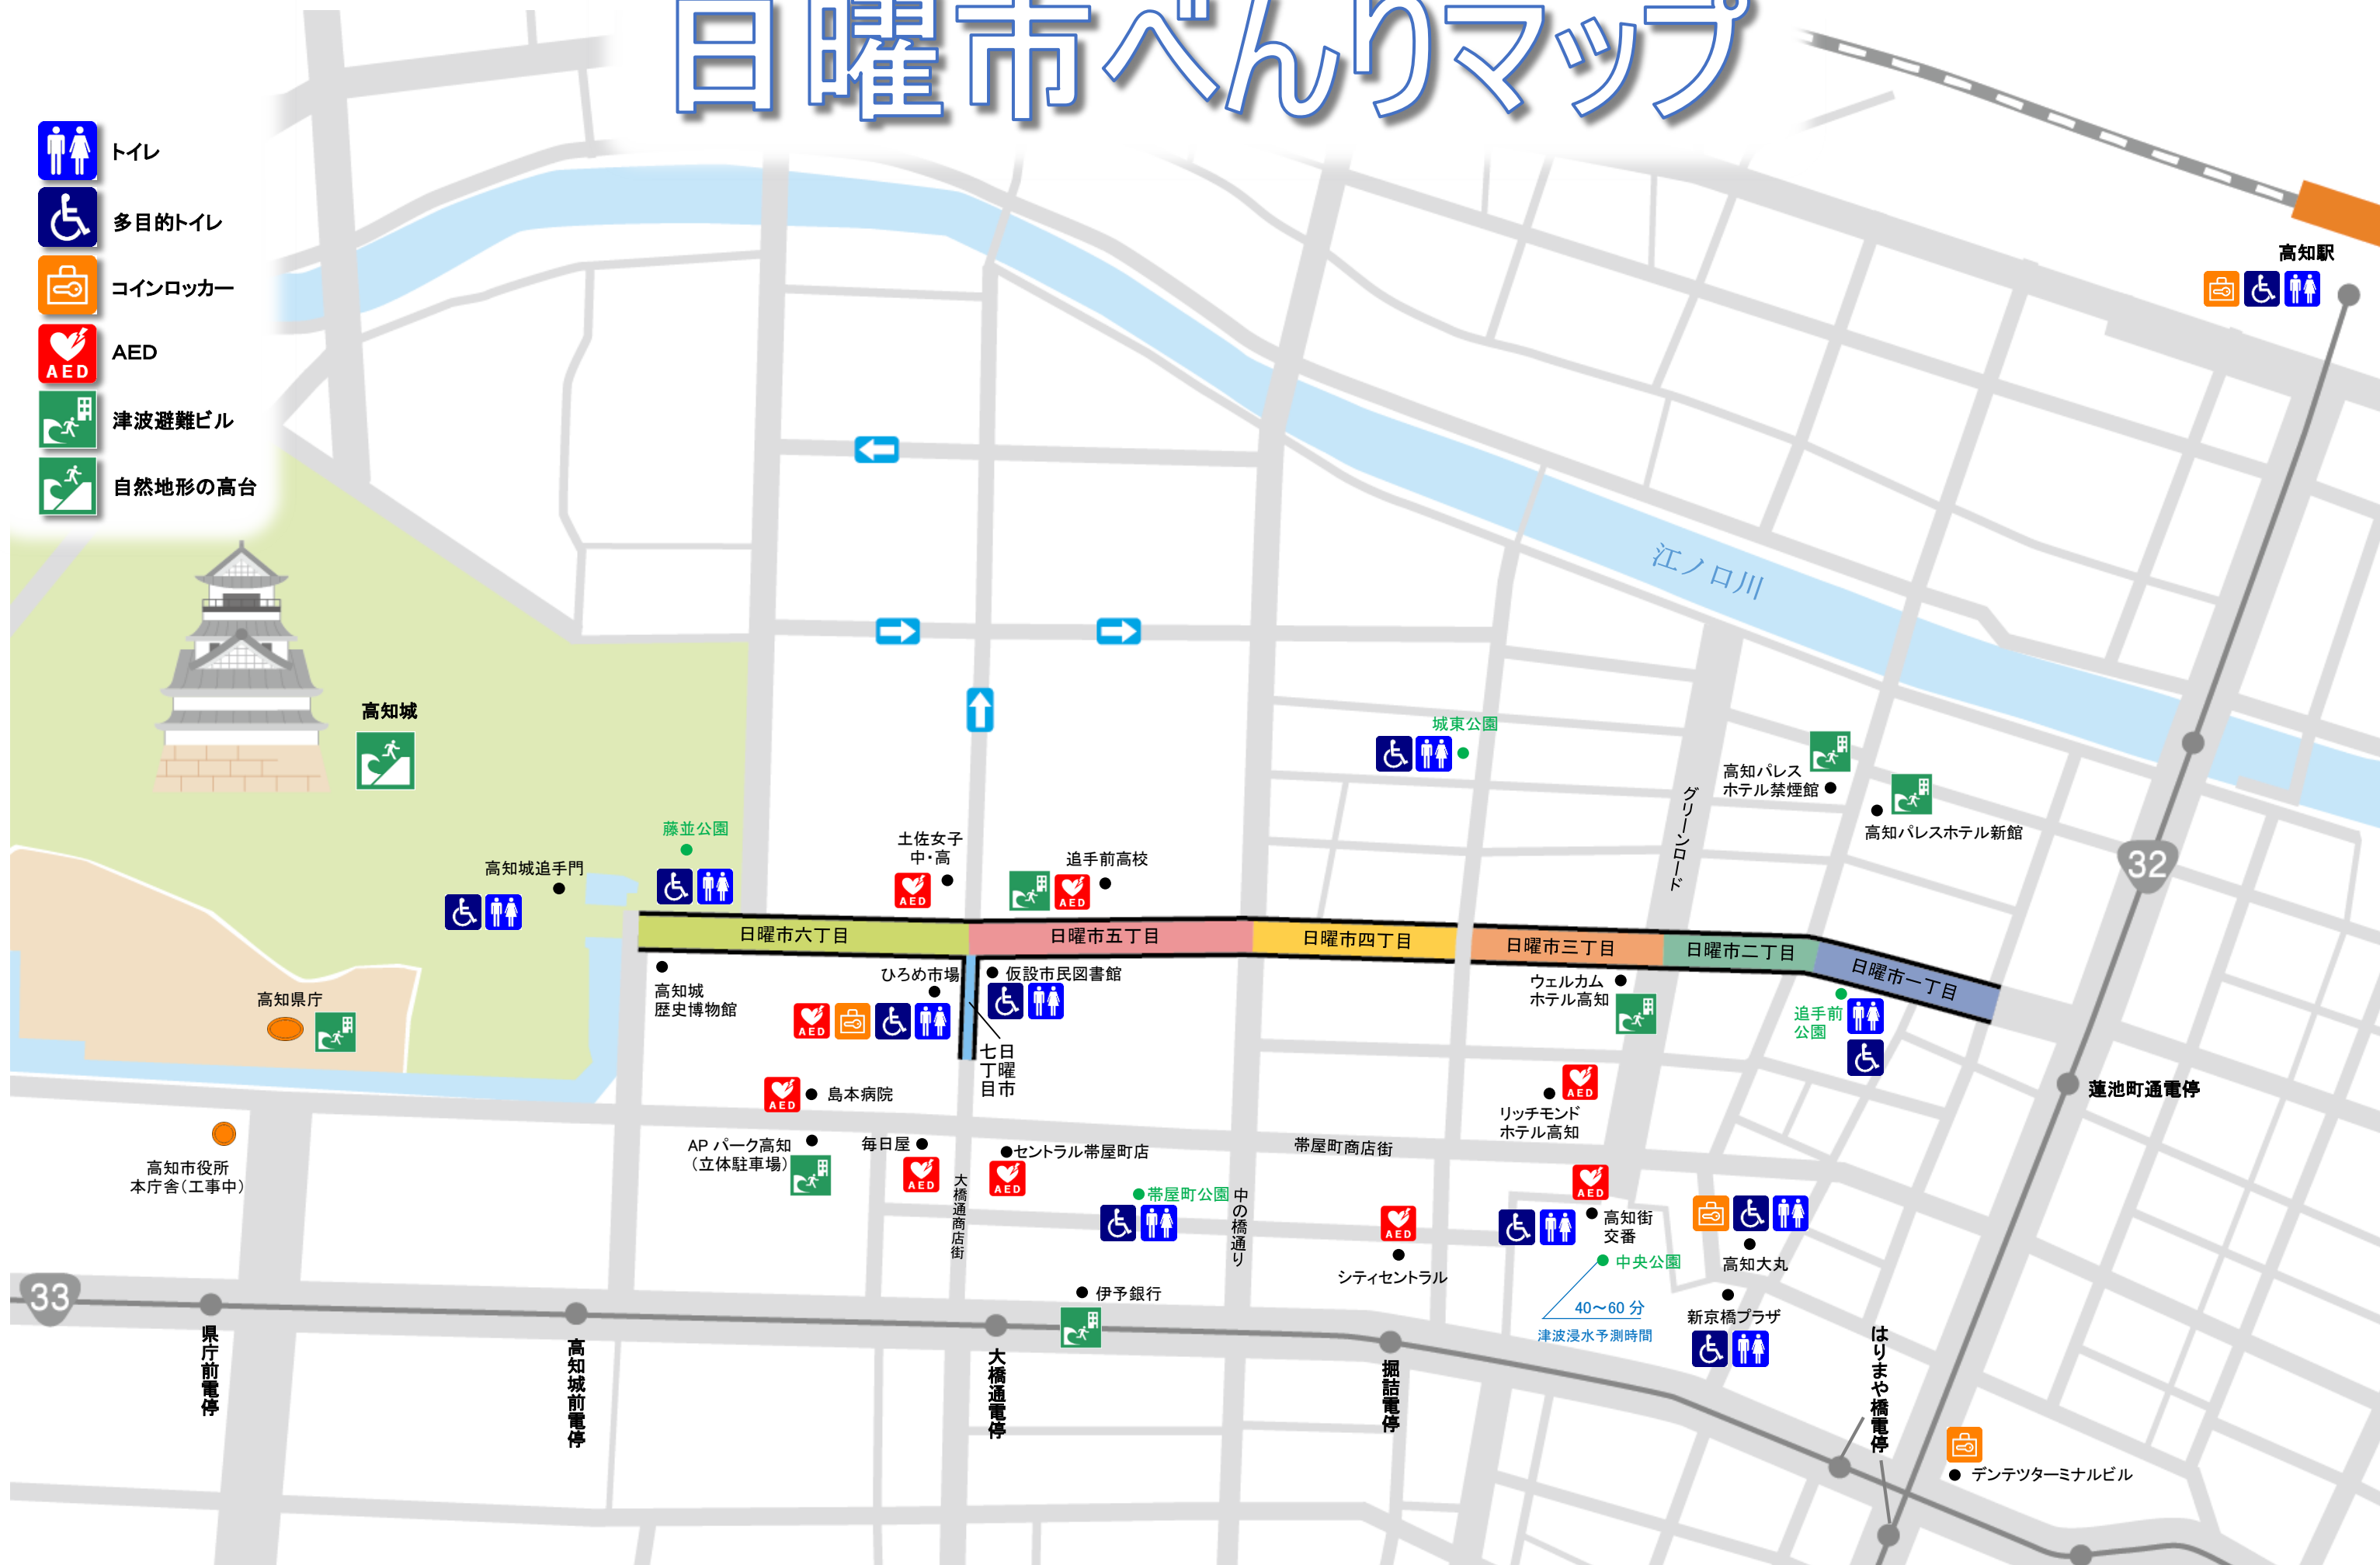 日曜市べんりマップ
トイレ
多目的トイレ
コインロッカー
AED
AED
津波避難ビル
自然地形の高台
高知駅
江ノ口川
高知城
城東公園
グリーンロード
高知パレス
ホテル禁煙館
高知パレスホテル新館
32
藤並公園
高知城追手門
土佐女子
中・高
AED
追手前高校
AED
日曜市六丁目
日曜市五丁目
日曜市四丁目
日曜市三丁目
日曜市二丁目
日曜市一丁目
高知城
歴史博物館
ひろめ市場
AED
仮設市民図書館
日曜市
七丁目
ウェルカム
ホテル高知
追手前
公園
高知県庁
蓮池町通電停
AED
島本病院
AED
リッチモンド
ホテル高知
高知市役所
本庁舎(工事中)
APパーク高知
(立体駐車場)
毎日屋
AED
セントラル帯屋町店
AED
帯屋町商店街
大橋通商店街
帯屋町公園
中の橋通り
AED
シティセントラル
AED
高知街
交番
中央公園
40～60分
津波浸水予測時間
高知大丸
新京橋プラザ
伊予銀行
33
県庁前電停
高知城前電停
大橋通電停
掘詰電停
はりまや橋電停
デンテツターミナルビル